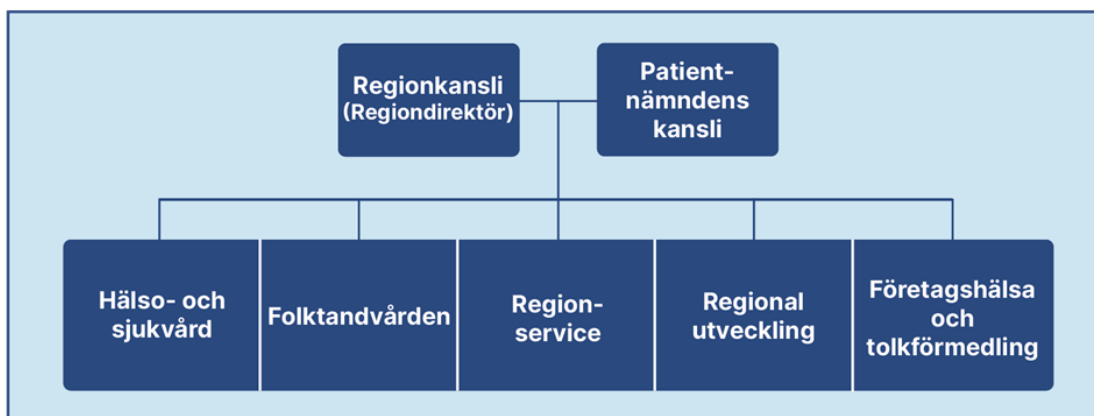 Regionkansli
(Regiondirektör)
Patient-
nämndens
kansli
Hälso- och
sjukvård
Folktandvården
Region-
service
Regional
utveckling
Företagshälsa
och
tolkförmedling